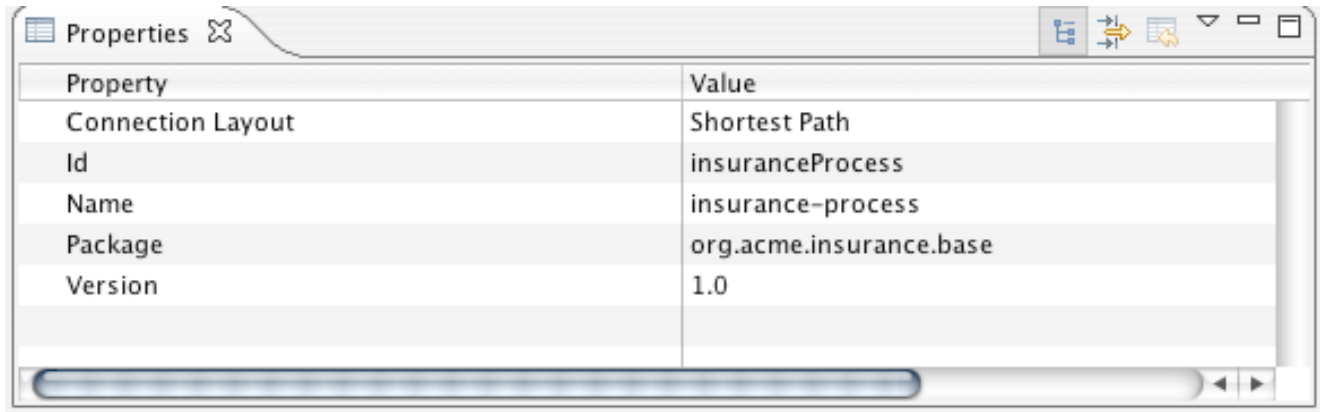 Properties
Property Value
Connection Layout Shortest Path
Id insuranceProcess
Name insurance-process
Package org.acme.insurance.base
Version 1.0